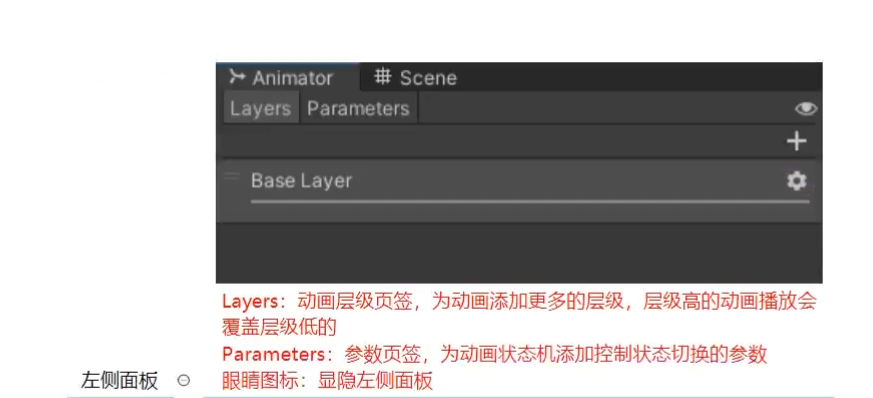 Animator
Scene
Layers
Parameters
Base Layer
Layers：动画层级页签，为动画添加更多的层级，层级高的动画播放会
覆盖层级低的
Parameters：参数页签，为动画状态机添加控制状态切换的参数
左侧面板
眼睛图标：显隐左侧面板